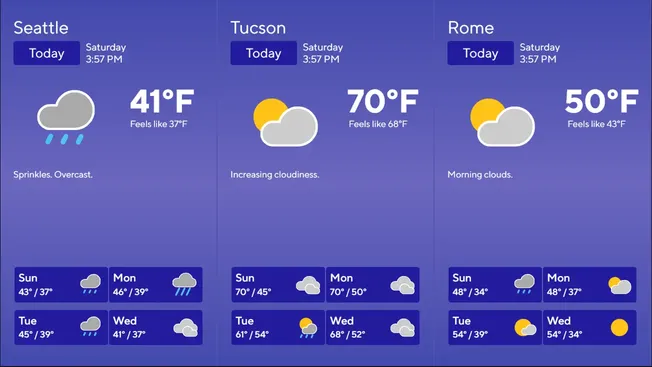 Seattle
Today
Saturday
3:57 PM
41°F
Feels like 37°F
Sprinkles. Overcast.
Sun
43° / 37°
Mon
46° / 39°
Tue
45° / 39°
Wed
41° / 37°
Tucson
Today
Saturday
3:57 PM
70°F
Feels like 68°F
Increasing cloudiness.
Sun
70° / 45°
Mon
70° / 50°
Tue
61° / 54°
Wed
68° / 52°
Rome
Today
Saturday
3:57 PM
50°F
Feels like 43°F
Morning clouds.
Sun
48° / 34°
Mon
48° / 37°
Tue
54° / 39°
Wed
54° / 34°